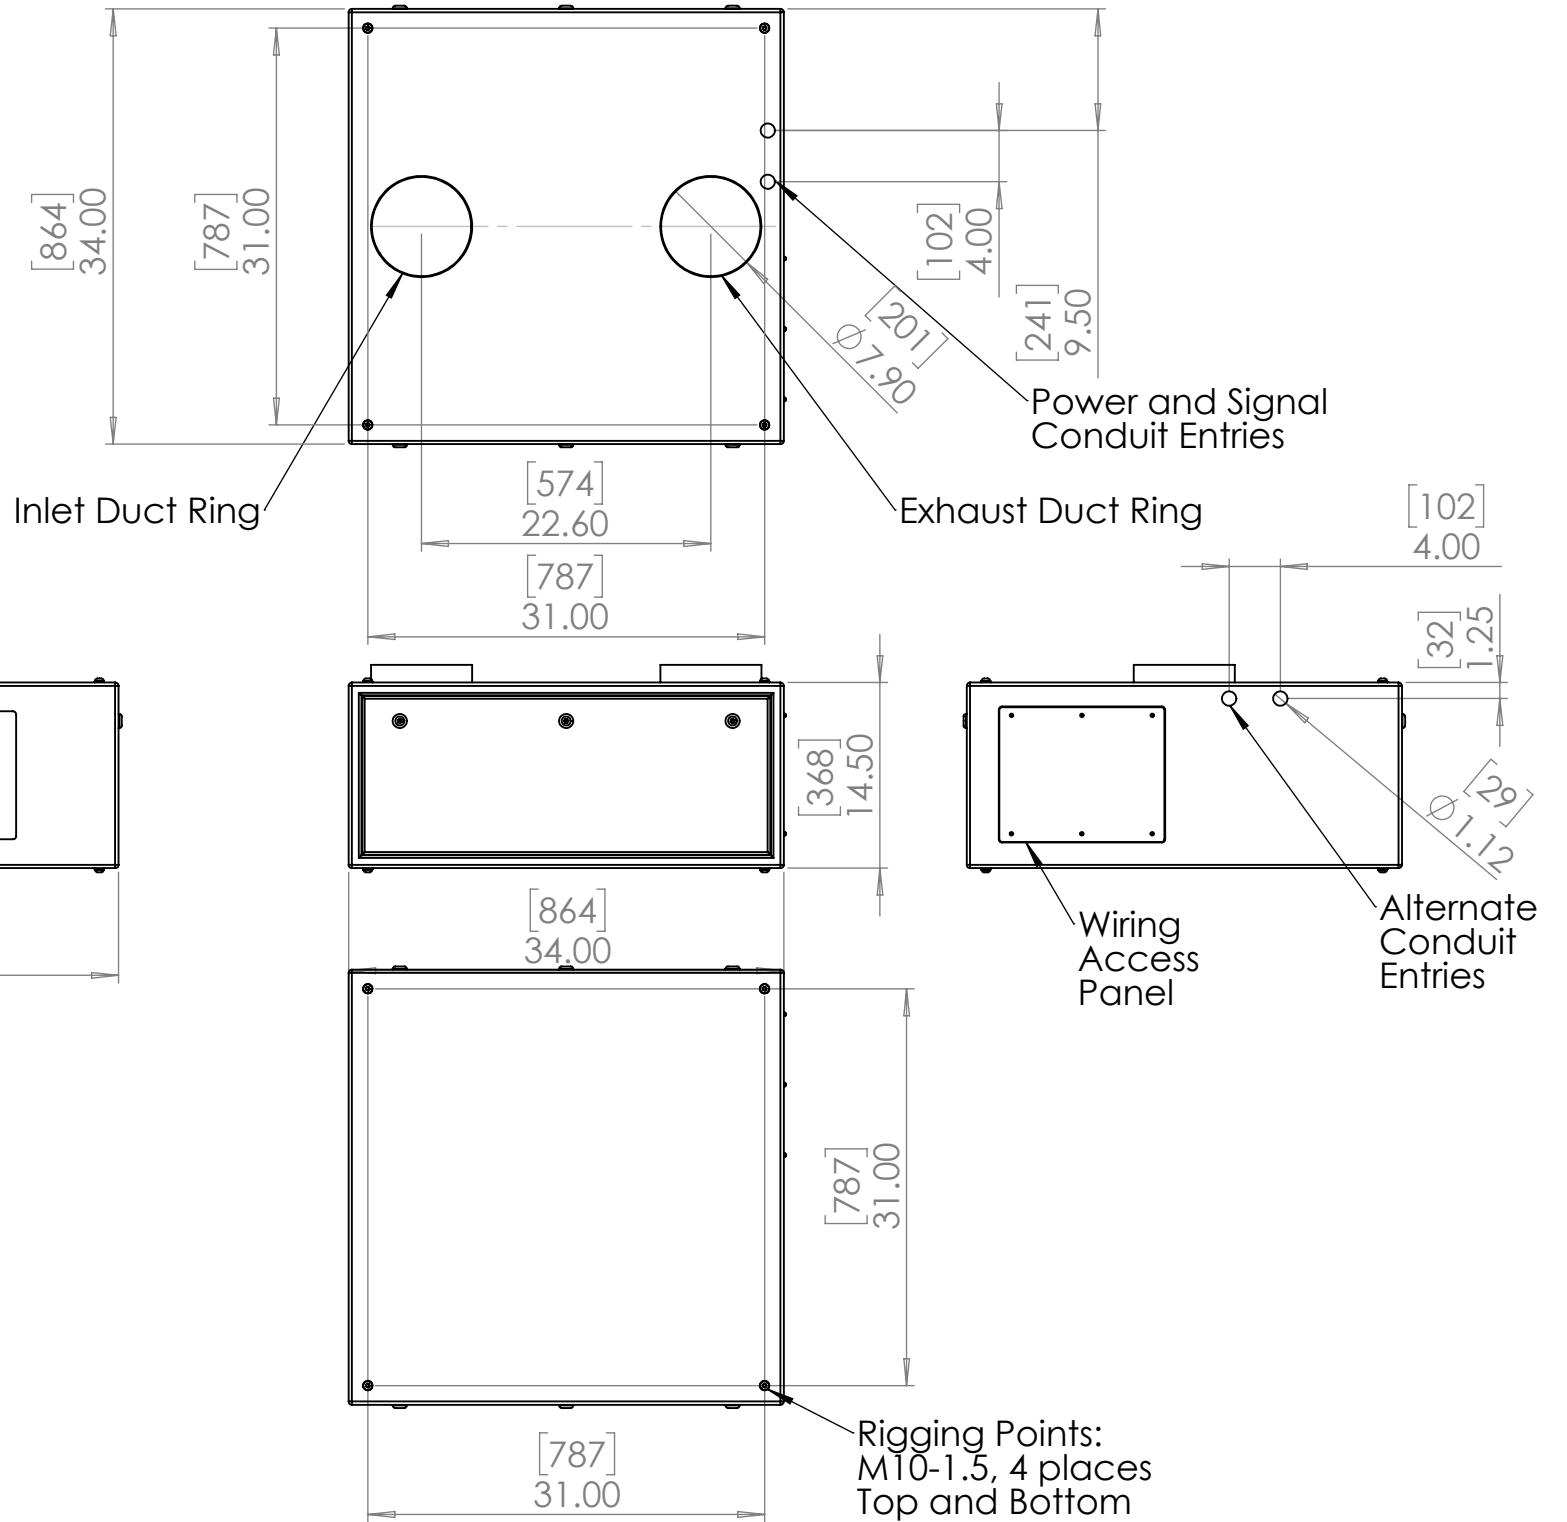 [864]
34.00
[787]
31.00
[102]
4.00
[241]
9.50
[201]
∅7.90
Power and Signal
Conduit Entries
Inlet Duct Ring
[574]
22.60
Exhaust Duct Ring
[787]
31.00
[102]
4.00
[32]
1.25
[368]
14.50
[29]
∅1.12
[864]
34.00
Wiring
Access
Panel
Alternate
Conduit
Entries
[787]
31.00
Rigging Points:
M10-1.5, 4 places
Top and Bottom
[787]
31.00